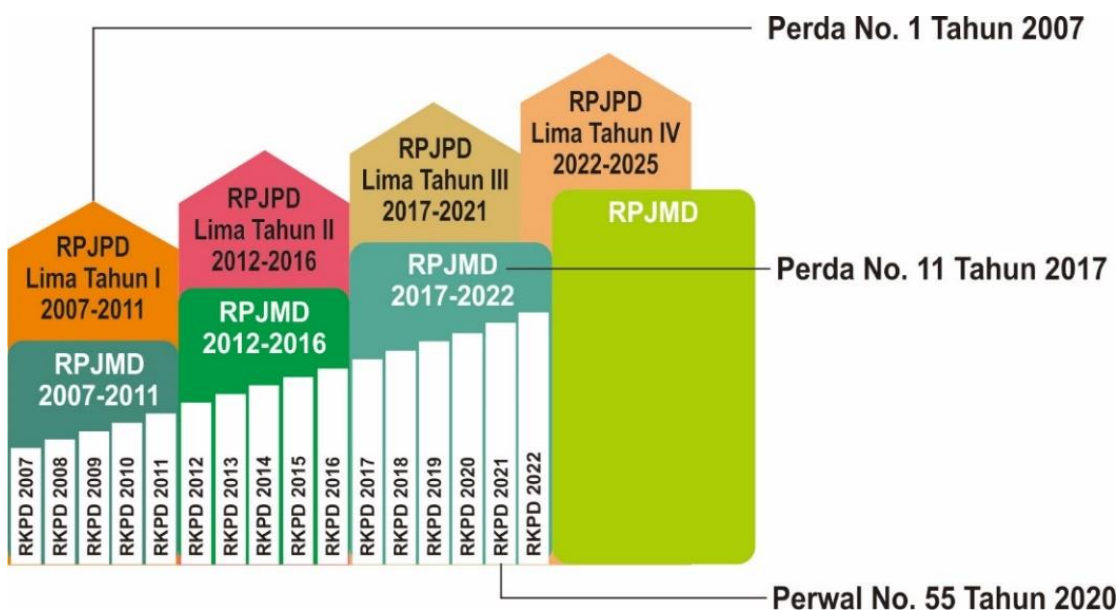 Perda No. 1 Tahun 2007
RPJPD
Lima Tahun IV
2022-2025
RPJPD
Lima Tahun III
2017-2021
RPJPD
Lima Tahun II
2012-2016
RPJPD
Lima Tahun I
2007-2011
RPJMD
RPJMD
2017-2022
Perda No. 11 Tahun 2017
RPJMD
2012-2016
RPJMD
2007-2011
RKPD 2007
RKPD 2008
RKPD 2009
RKPD 2010
RKPD 2011
RKPD 2012
RKPD 2013
RKPD 2014
RKPD 2015
RKPD 2016
RKPD 2017
RKPD 2018
RKPD 2019
RKPD 2020
RKPD 2021
RKPD 2022
Perwal No. 55 Tahun 2020